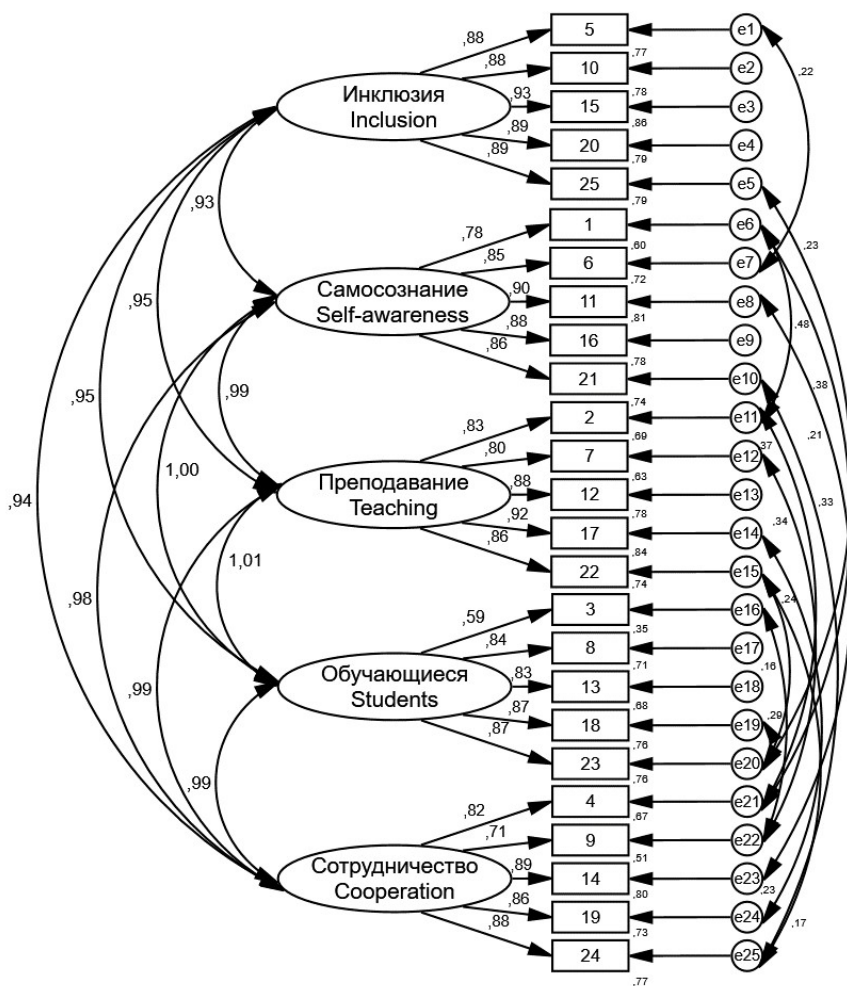 ,88
5
e1
,77
,22
,88
10
e2
,78
Инклюзия
Inclusion
,93
15
e3
,86
,89
20
e4
,79
,89
25
e5
,79
,93
,23
,78
1
e6
,60
,85
6
e7
,72
Самосознание
Self-awareness
,90
11
e8
,81
,48
,88
16
e9
,78
,86
21
e10
,74
,38
,95
,95
,99
,83
2
e11
,69
,37
,21
,80
7
e12
,63
Преподавание
Teaching
,88
12
e13
,78
,33
,92
17
e14
,84
,34
,86
22
e15
,74
,94
1,00
1,01
,98
,24
,59
3
e16
,35
,84
8
e17
,71
,16
Обучающиеся
Students
,83
13
e18
,68
,87
18
e19
,76
,29
,87
23
e20
,76
,99
,99
,82
4
e21
,67
,71
9
e22
,51
Сотрудничество
Cooperation
,89
14
e23
,80
,23
,86
19
e24
,73
,17
,88
24
e25
,77